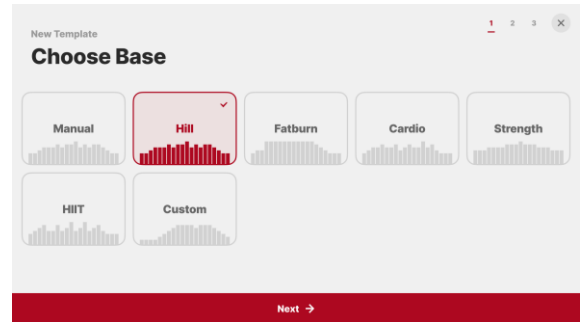 New Template
1 2 3
Choose Base
Manual
Hill
Fatburn
Cardio
Strength
HIIT
Custom
Next →